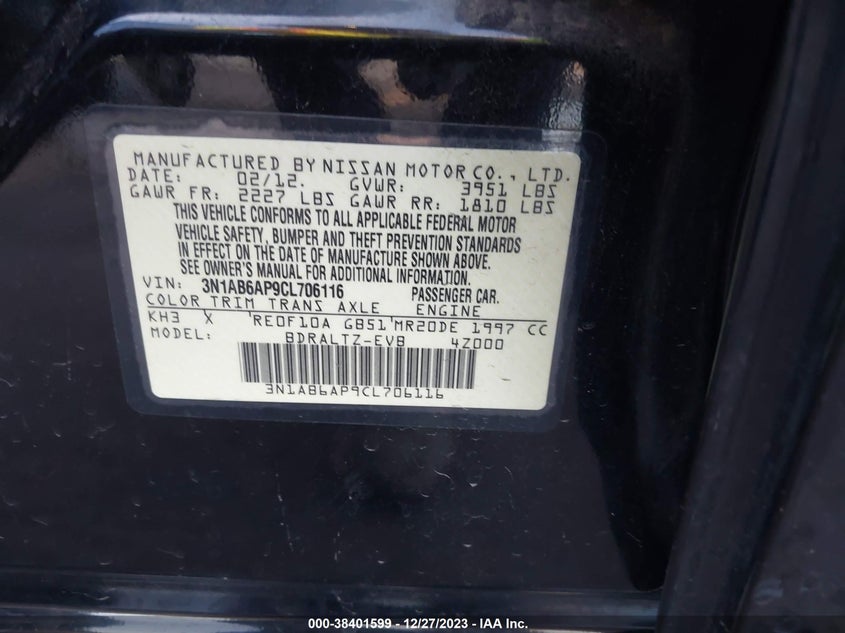 MANUFACTURED BY NISSAN MOTOR CO., LTD.
DATE: 02/12. GVWR: 3951 LBS
GAWR FR: 2227 LBS GAWR RR: 1810 LBS
THIS VEHICLE CONFORMS TO ALL APPLICABLE FEDERAL MOTOR
VEHICLE SAFETY, BUMPER AND THEFT PREVENTION STANDARDS
IN EFFECT ON THE DATE OF MANUFACTURE SHOWN ABOVE.
SEE OWNER'S MANUAL FOR ADDITIONAL INFORMATION.
VIN: 3N1AB6AP9CL706116 PASSENGER CAR.
COLOR TRIM TRANS AXLE ENGINE
KH3 X 'RE0F10A GB51'MR20DE 1997 CC
MODEL: BDRALTZ-EVB 4Z000
3N1AB6AP9CL706116
000-38401599 - 12/27/2023 - IAA Inc.